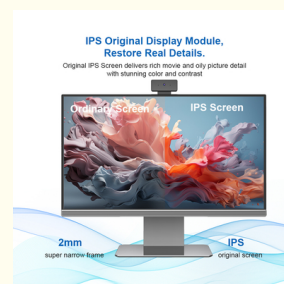 IPS Original Display Module,
Restore Real Details.
Original IPS Screen delivers rich movie and oily picture detail
with stunning color and contrast
Ordinary Screen
IPS Screen
2mm
super narrow frame
IPS
original screen